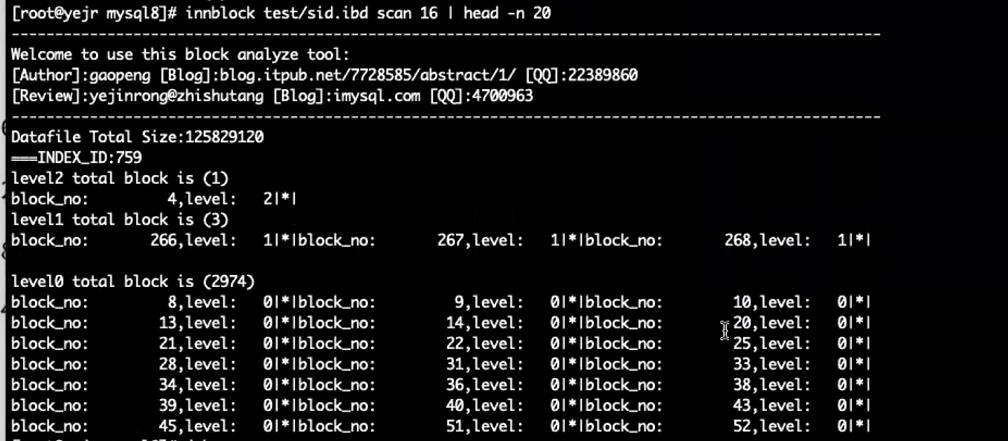 [root@yejr mysql8]# innblock test/sid.ibd scan 16 | head -n 20
----------------------------------------------------------------------------------------------------
Welcome to use this block analyze tool:
[Author]:gaopeng [Blog]:blog.itpub.net/7728585/abstract/1/ [QQ]:22389860
[Review]:yejinrong@zhishutang [Blog]:imysql.com [QQ]:4700963
----------------------------------------------------------------------------------------------------
Datafile Total Size:125829120
===INDEX_ID:759
level2 total block is (1)
block_no:         4,level:   2|*|
level1 total block is (3)
block_no:       266,level:   1|*|block_no:       267,level:   1|*|block_no:       268,level:   1|*|
level0 total block is (2974)
block_no:         8,level:   0|*|block_no:         9,level:   0|*|block_no:        10,level:   0|*|
block_no:        13,level:   0|*|block_no:        14,level:   0|*|block_no:        20,level:   0|*|
block_no:        21,level:   0|*|block_no:        22,level:   0|*|block_no:        25,level:   0|*|
block_no:        28,level:   0|*|block_no:        31,level:   0|*|block_no:        33,level:   0|*|
block_no:        34,level:   0|*|block_no:        36,level:   0|*|block_no:        38,level:   0|*|
block_no:        39,level:   0|*|block_no:        40,level:   0|*|block_no:        43,level:   0|*|
block_no:        45,level:   0|*|block_no:        51,level:   0|*|block_no:        52,level:   0|*|